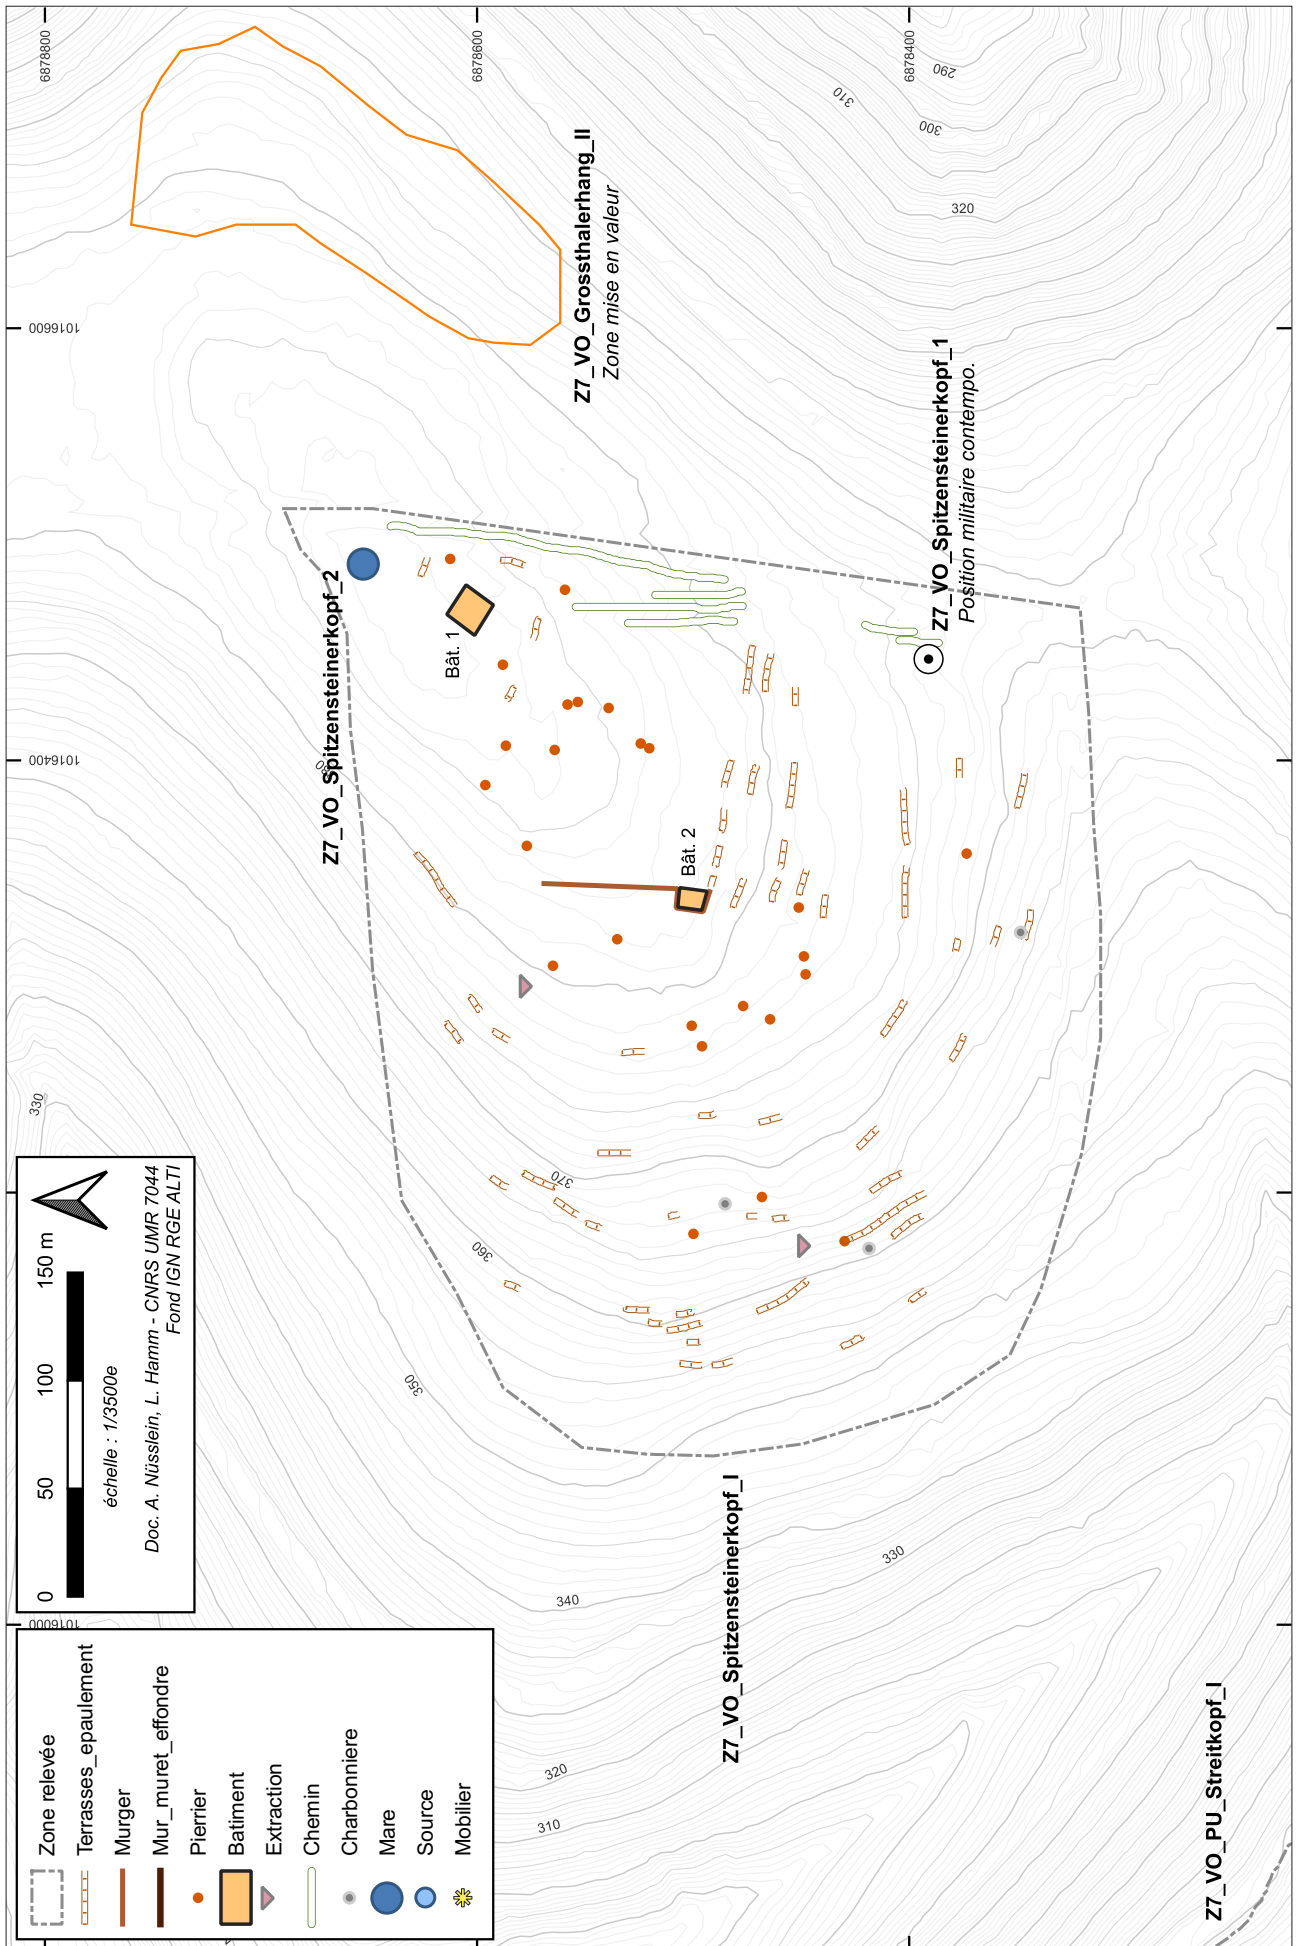 6878800
6878600
6878400
290
310
300
320
Z7_VO_Grossthalerhang_II
Zone mise en valeur
1016600
Z7_VO_Spitzensteinerkopf_1
Position militaire contempo.
Z7_VO_Spitzensteinerkopf_2
Bât. 1
1016400
Bât. 2
330
370
360
350
0
50
100
150 m
échelle : 1/3500e
Doc. A. Nüsslein, L. Hamm - CNRS UMR 7044
Fond IGN RGE ALTI
1016000
340
330
320
310
Z7_VO_Spitzensteinerkopf_I
Z7_VO_PU_Streitkopf_I
Zone relevée
Terrasses_epaulement
Murger
Mur_muret_effondre
Pierrier
Batiment
Extraction
Chemin
Charbonniere
Mare
Source
Mobilier